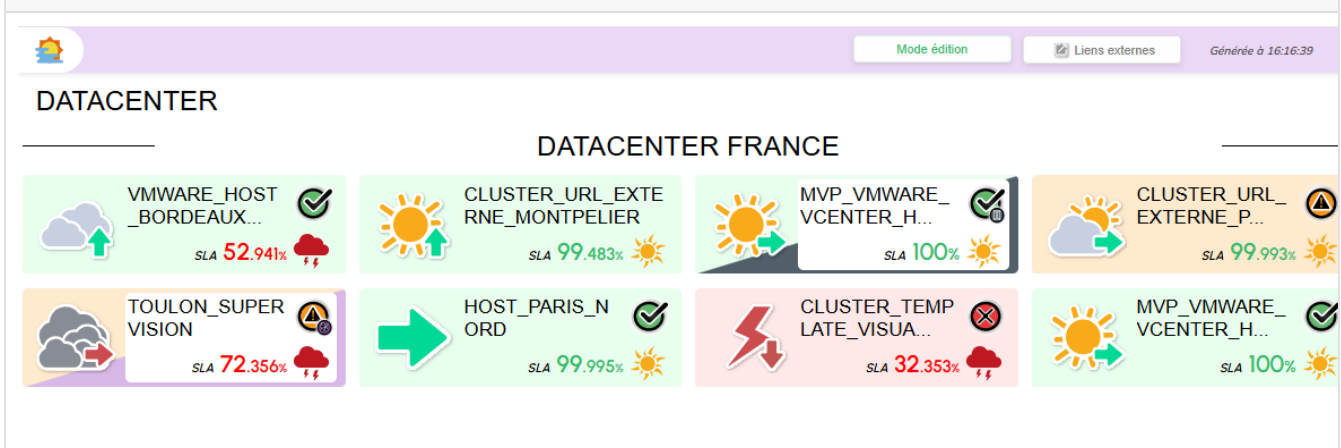 Mode édition
Liens externes
Générée à 16:16:39
DATACENTER
DATACENTER FRANCE
VMWARE_HOST
_BORDEAUX...
SLA 52.941%
CLUSTER_URL_EXTE
RNE_MONTPELIER
SLA 99.483%
MVP_VMWARE_
VCENTER_H...
SLA 100%
CLUSTER_URL_
EXTERNE_P...
SLA 99.993%
TOULON_SUPER
VISION
SLA 72.356%
HOST_PARIS_N
ORD
SLA 99.995%
CLUSTER_TEMP
LATE_VISUA...
SLA 32.353%
MVP_VMWARE_
VCENTER_H...
SLA 100%